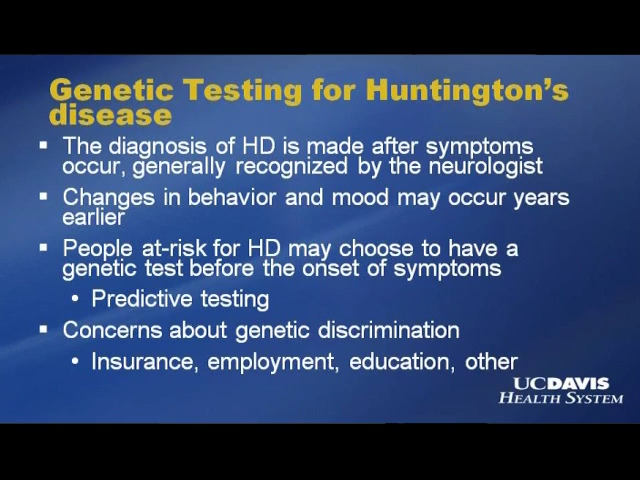 Genetic Testing for Huntington's
disease
▪ The diagnosis of HD is made after symptoms
occur, generally recognized by the neurologist
▪ Changes in behavior and mood may occur years
earlier
▪ People at-risk for HD may choose to have a
genetic test before the onset of symptoms
• Predictive testing
▪ Concerns about genetic discrimination
• Insurance, employment, education, other
UCDAVIS
HEALTH SYSTEM